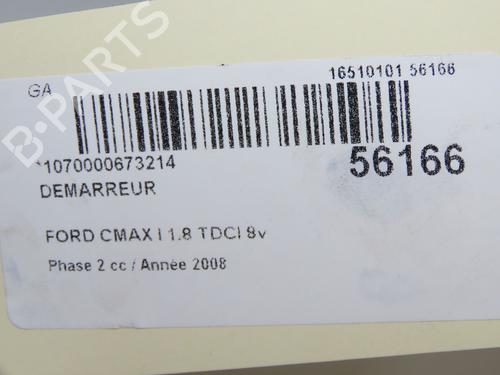 GA
16510101 56166
*1070000673214
56166
DEMARREUR
FORD CMAX I 1.8 TDCI 8v
Phase 2 cc / Année 2008
B-PARTS